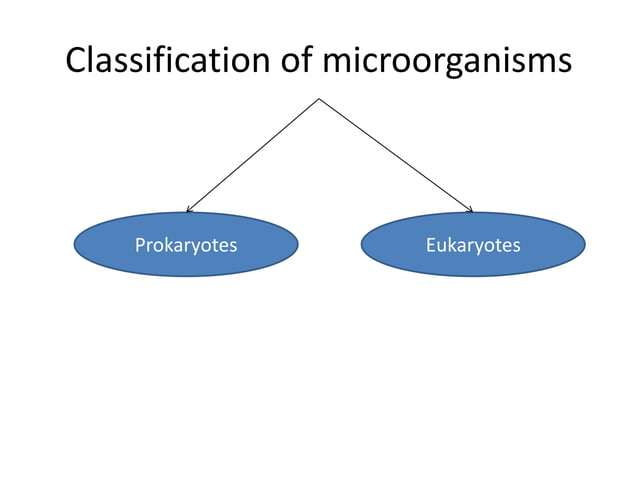 Classification of microorganisms
Prokaryotes
Eukaryotes